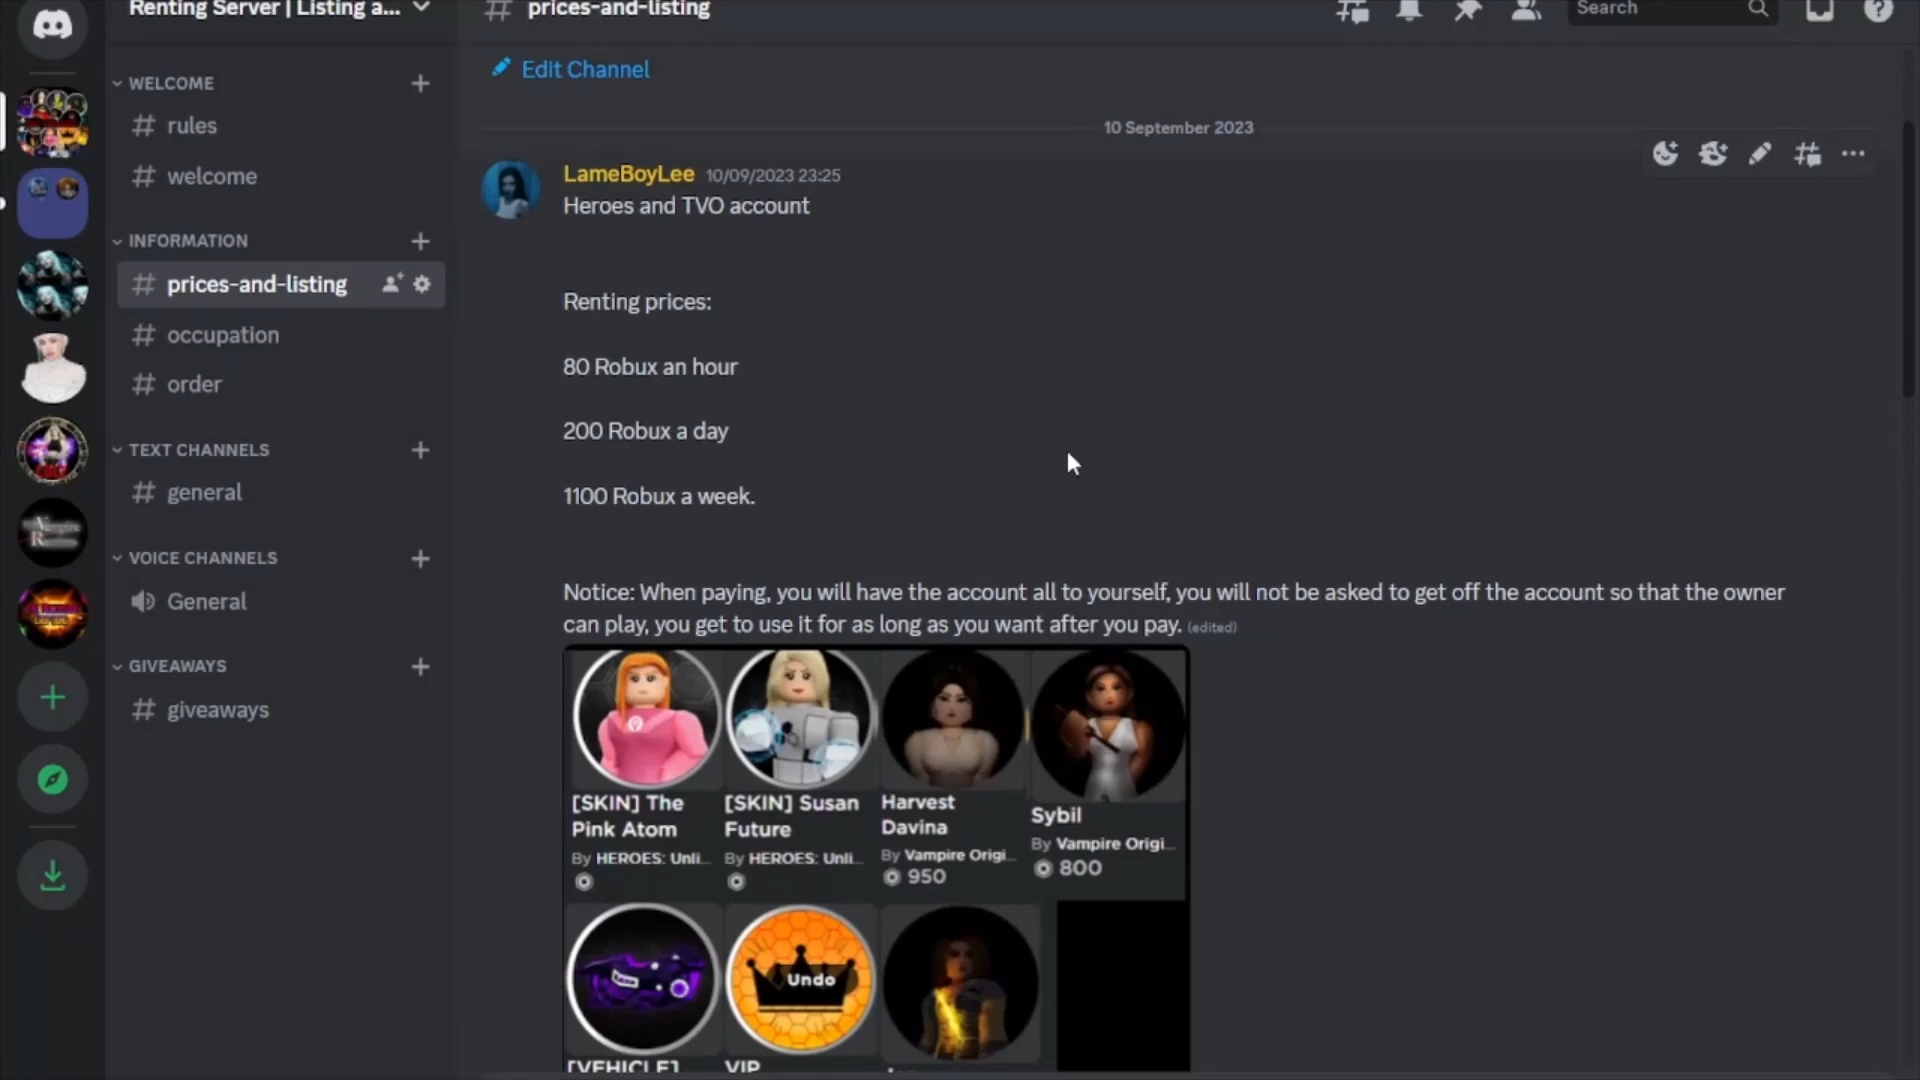 Renting Server | Listing a...
prices-and-listing
Search
WELCOME
rules
welcome
INFORMATION
prices-and-listing
occupation
order
TEXT CHANNELS
general
VOICE CHANNELS
General
GIVEAWAYS
giveaways
Edit Channel
10 September 2023
LameBoyLee 10/09/2023 23:25
Heroes and TVO account
Renting prices:
80 Robux an hour
200 Robux a day
1100 Robux a week.
Notice: When paying, you will have the account all to yourself, you will not be asked to get off the account so that the owner
can play, you get to use it for as long as you want after you pay. (edited)
[SKIN] The
Pink Atom
By HEROES: Unli...
[SKIN] Susan
Future
By HEROES: Unli...
Harvest
Davina
By Vampire Origi...
950
Sybil
By Vampire Origi...
800
Undo
[VEHICLE]
VIP